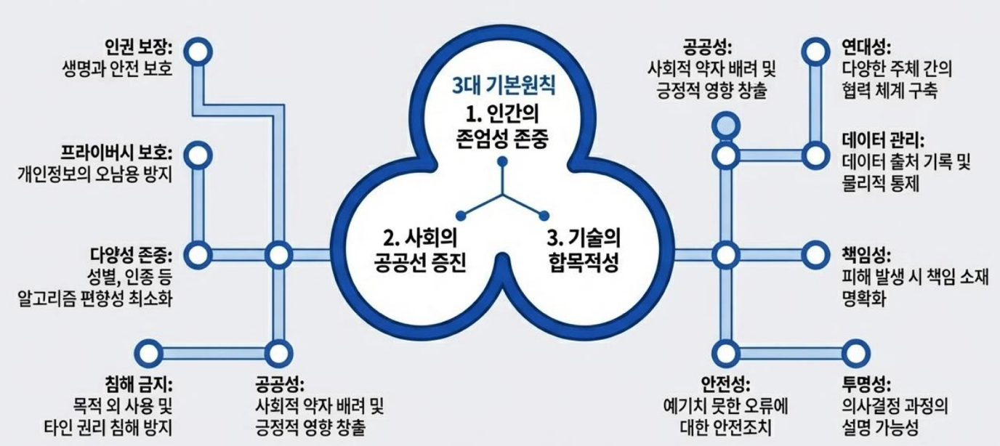 인권 보장:
생명과 안전 보호
프라이버시 보호:
개인정보의 오남용 방지
다양성 존중:
성별, 인종 등
알고리즘 편향성 최소화
침해 금지:
목적 외 사용 및
타인 권리 침해 방지
공공성:
사회적 약자 배려 및
긍정적 영향 창출
3대 기본원칙
1. 인간의
존엄성 존중
2. 사회의
공공선 증진
3. 기술의
합목적성
공공성:
사회적 약자 배려 및
긍정적 영향 창출
연대성:
다양한 주체 간의
협력 체계 구축
데이터 관리:
데이터 출처 기록 및
물리적 통제
책임성:
피해 발생 시 책임 소재
명확화
안전성:
예기치 못한 오류에
대한 안전조치
투명성:
의사결정 과정의
설명 가능성